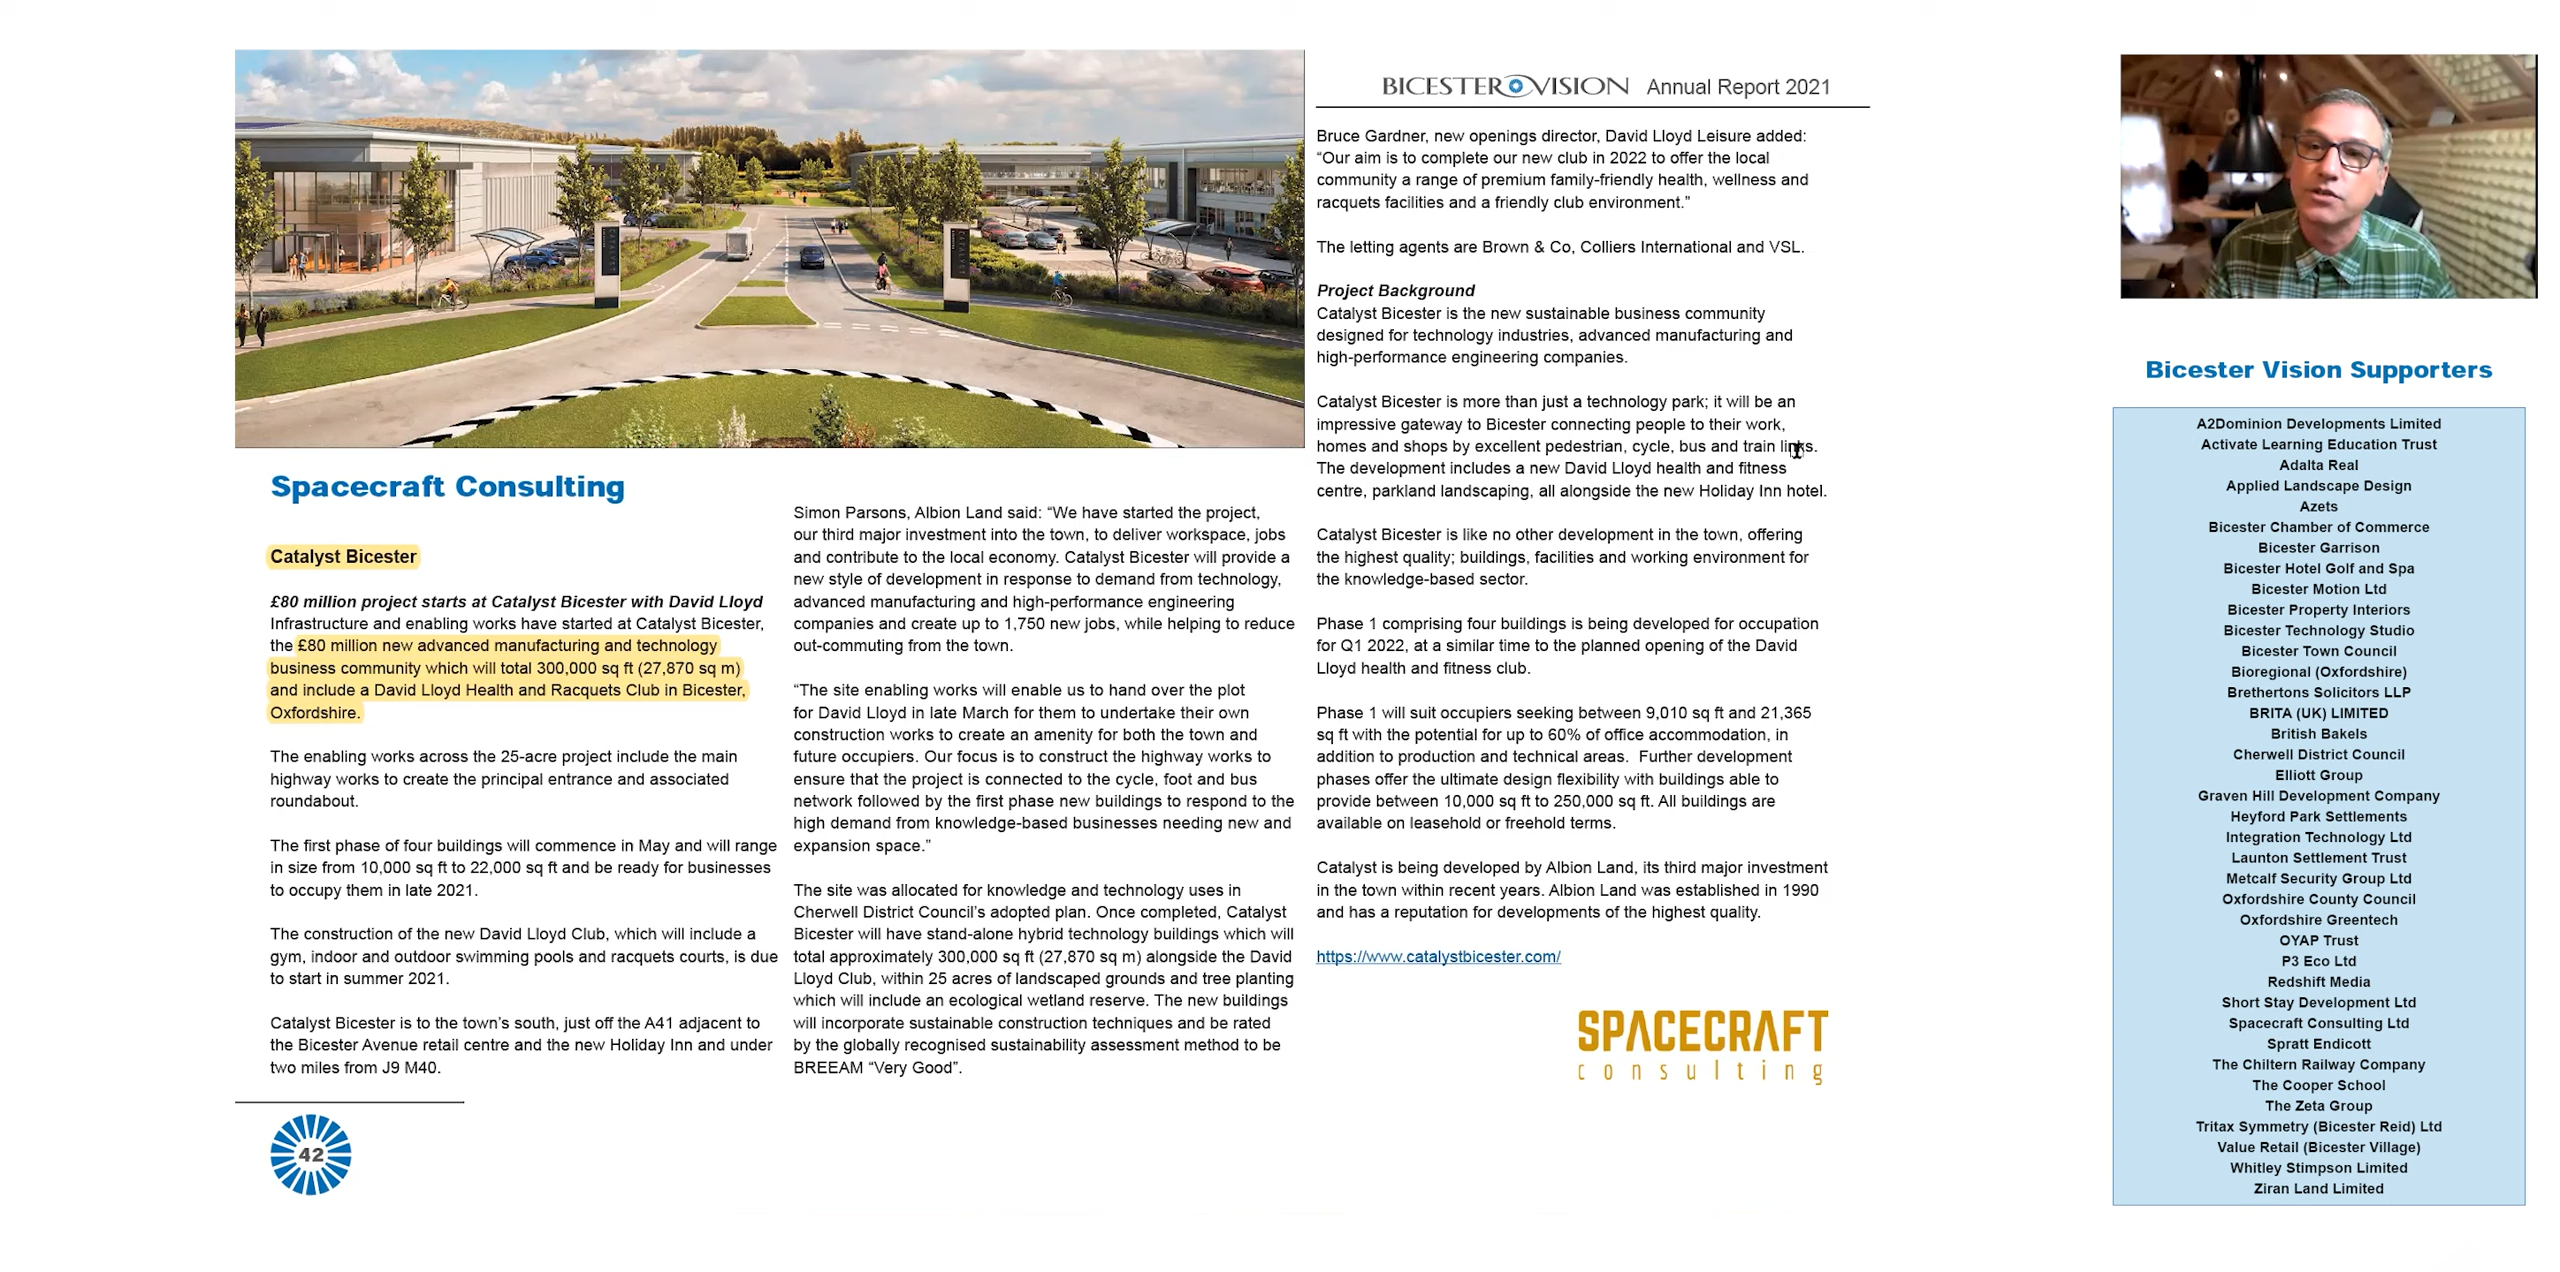 BICESTER VISION Annual Report 2021
Spacecraft Consulting
Catalyst Bicester
£80 million project starts at Catalyst Bicester with David Lloyd
Infrastructure and enabling works have started at Catalyst Bicester,
the £80 million new advanced manufacturing and technology
business community which will total 300,000 sq ft (27,870 sq m)
and include a David Lloyd Health and Racquets Club in Bicester,
Oxfordshire.
The enabling works across the 25-acre project include the main
highway works to create the principal entrance and associated
roundabout.
The first phase of four buildings will commence in May and will range
in size from 10,000 sq ft to 22,000 sq ft and be ready for businesses
to occupy them in late 2021.
The construction of the new David Lloyd Club, which will include a
gym, indoor and outdoor swimming pools and racquets courts, is due
to start in summer 2021.
Catalyst Bicester is to the town's south, just off the A41 adjacent to
the Bicester Avenue retail centre and the new Holiday Inn and under
two miles from J9 M40.
42
Simon Parsons, Albion Land said: “We have started the project,
our third major investment into the town, to deliver workspace, jobs
and contribute to the local economy. Catalyst Bicester will provide a
new style of development in response to demand from technology,
advanced manufacturing and high-performance engineering
companies and create up to 1,750 new jobs, while helping to reduce
out-commuting from the town.
“The site enabling works will enable us to hand over the plot
for David Lloyd in late March for them to undertake their own
construction works to create an amenity for both the town and
future occupiers. Our focus is to construct the highway works to
ensure that the project is connected to the cycle, foot and bus
network followed by the first phase new buildings to respond to the
high demand from knowledge-based businesses needing new and
expansion space.”
The site was allocated for knowledge and technology uses in
Cherwell District Council's adopted plan. Once completed, Catalyst
Bicester will have stand-alone hybrid technology buildings which will
total approximately 300,000 sq ft (27,870 sq m) alongside the David
Lloyd Club, within 25 acres of landscaped grounds and tree planting
which will include an ecological wetland reserve. The new buildings
will incorporate sustainable construction techniques and be rated
by the globally recognised sustainability assessment method to be
BREEAM “Very Good”.
Bruce Gardner, new openings director, David Lloyd Leisure added:
“Our aim is to complete our new club in 2022 to offer the local
community a range of premium family-friendly health, wellness and
racquets facilities and a friendly club environment.”
The letting agents are Brown & Co, Colliers International and VSL.
Project Background
Catalyst Bicester is the new sustainable business community
designed for technology industries, advanced manufacturing and
high-performance engineering companies.
Catalyst Bicester is more than just a technology park; it will be an
impressive gateway to Bicester connecting people to their work,
homes and shops by excellent pedestrian, cycle, bus and train links.
The development includes a new David Lloyd health and fitness
centre, parkland landscaping, all alongside the new Holiday Inn hotel.
Catalyst Bicester is like no other development in the town, offering
the highest quality; buildings, facilities and working environment for
the knowledge-based sector.
Phase 1 comprising four buildings is being developed for occupation
for Q1 2022, at a similar time to the planned opening of the David
Lloyd health and fitness club.
Phase 1 will suit occupiers seeking between 9,010 sq ft and 21,365
sq ft with the potential for up to 60% of office accommodation, in
addition to production and technical areas. Further development
phases offer the ultimate design flexibility with buildings able to
provide between 10,000 sq ft to 250,000 sq ft. All buildings are
available on leasehold or freehold terms.
Catalyst is being developed by Albion Land, its third major investment
in the town within recent years. Albion Land was established in 1990
and has a reputation for developments of the highest quality.
https://www.catalystbicester.com/
SPACECRAFT
consulting
Bicester Vision Supporters
A2Dominion Developments Limited
Activate Learning Education Trust
Adalta Real
Applied Landscape Design
Azets
Bicester Chamber of Commerce
Bicester Garrison
Bicester Hotel Golf and Spa
Bicester Motion Ltd
Bicester Property Interiors
Bicester Technology Studio
Bicester Town Council
Bioregional (Oxfordshire)
Brethertons Solicitors LLP
BRITA (UK) LIMITED
British Bakels
Cherwell District Council
Elliott Group
Graven Hill Development Company
Heyford Park Settlements
Integration Technology Ltd
Launton Settlement Trust
Metcalf Security Group Ltd
Oxfordshire County Council
Oxfordshire Greentech
OYAP Trust
P3 Eco Ltd
Redshift Media
Short Stay Development Ltd
Spacecraft Consulting Ltd
Spratt Endicott
The Chiltern Railway Company
The Cooper School
The Zeta Group
Tritax Symmetry (Bicester Reid) Ltd
Value Retail (Bicester Village)
Whitley Stimpson Limited
Ziran Land Limited